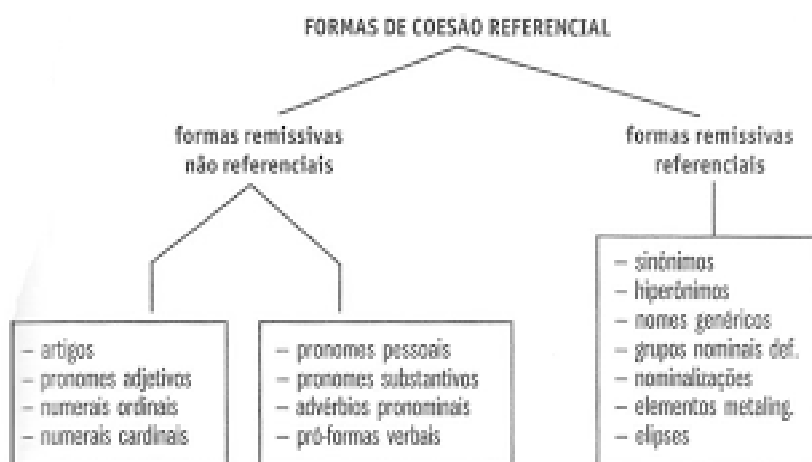 FORMAS DE COESÃO REFERENCIAL
formas remissivas
não referenciais
formas remissivas
referenciais
– artigos
– pronomes adjetivos
– numerais ordinais
– numerais cardinais
– pronomes pessoais
– pronomes substantivos
– advérbios pronominais
– pró-formas verbais
– sinónimos
– hiperônimos
– nomes genéricos
– grupos nominais def.
– nominalizações
– elementos metaling.
– elipses